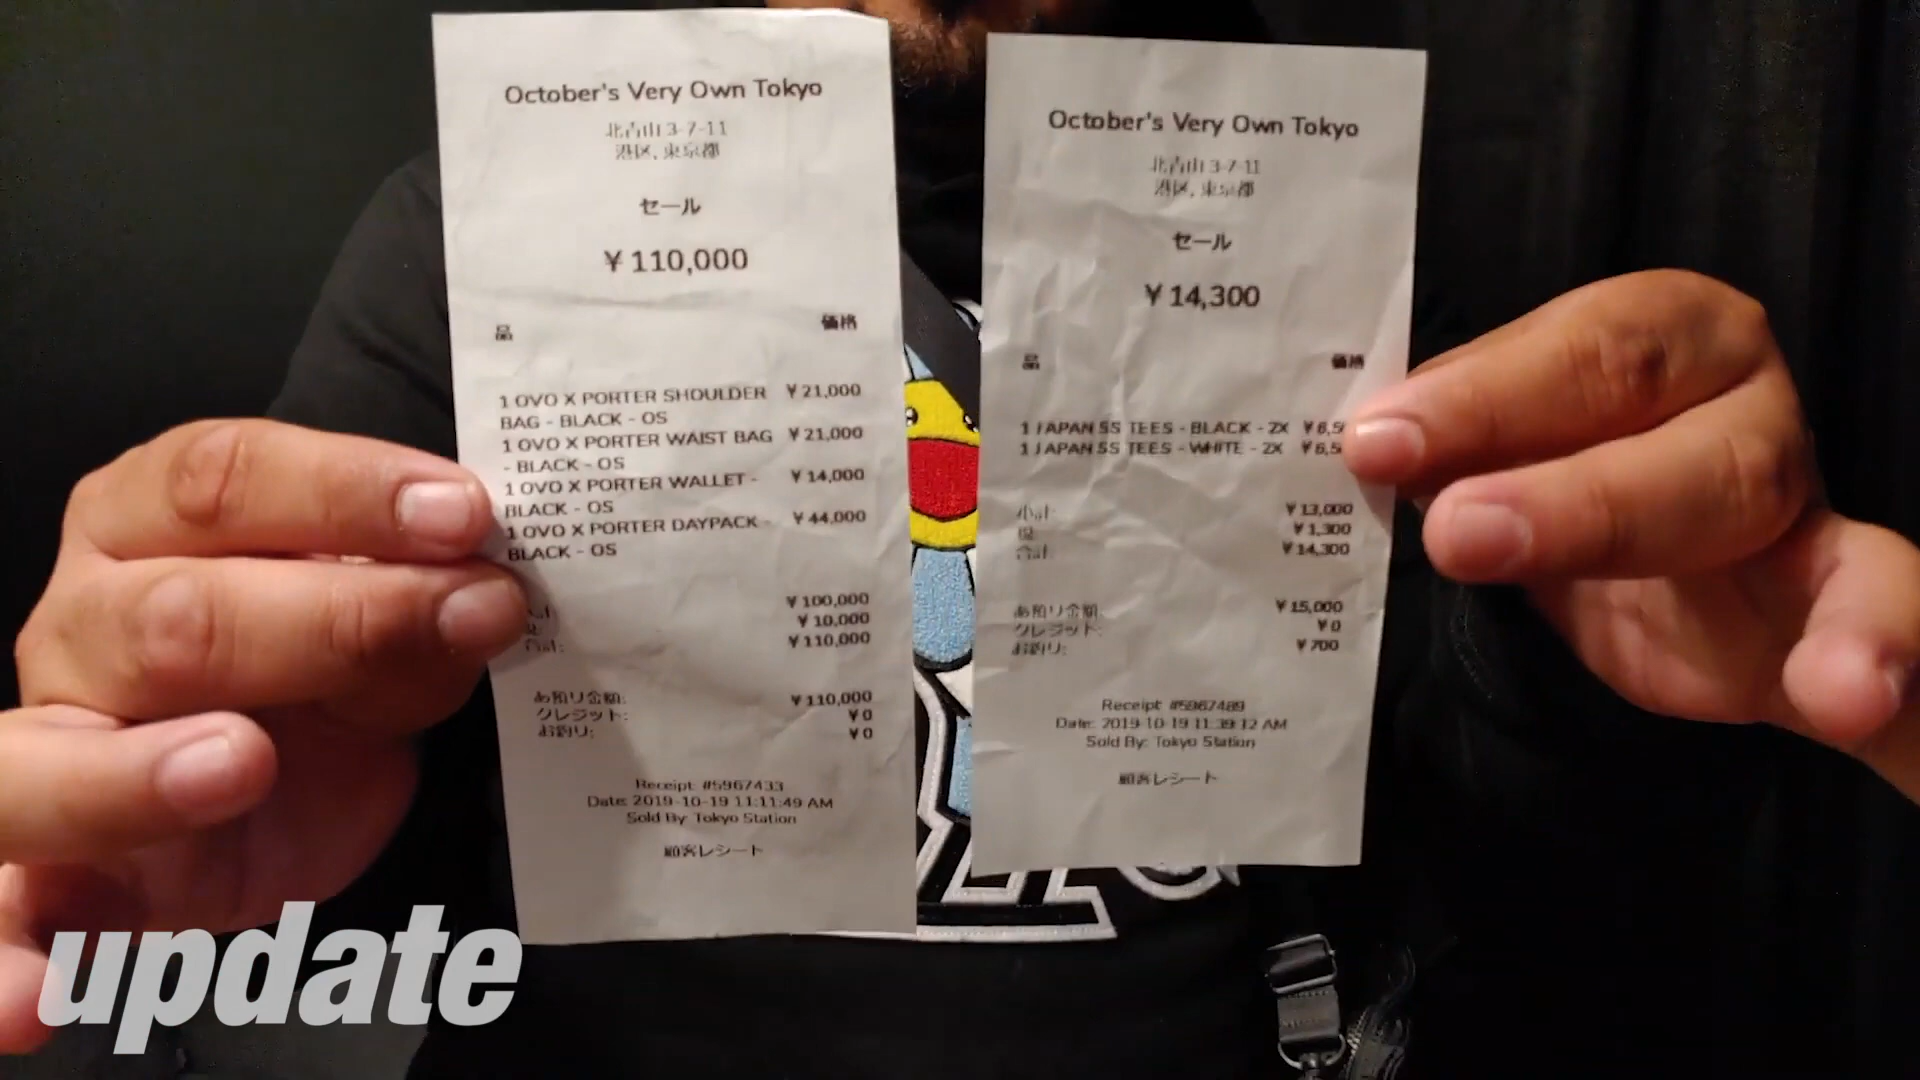 October's Very Own Tokyo
北青山 3-7-11
港区, 東京都
セール
¥110,000
品 価格
1 OVO X PORTER SHOULDER ¥21,000
BAG - BLACK - OS
1 OVO X PORTER WAIST BAG ¥21,000
- BLACK - OS
1 OVO X PORTER WALLET - ¥14,000
BLACK - OS
1 OVO X PORTER DAYPACK - ¥44,000
BLACK - OS
¥100,000
¥10,000
合計: ¥110,000
お預り金額: ¥110,000
クレジット: ¥0
お釣り: ¥0
Receipt #5967433
Date: 2019-10-19 11:11:49 AM
Sold By: Tokyo Station
顧客レシート
October's Very Own Tokyo
北青山 3-7-11
港区, 東京都
セール
¥14,300
品 価格
1 JAPAN SS TEES - BLACK - 2X ¥6,5
1 JAPAN SS TEES - WHITE - 2X ¥6,5
小計: ¥13,000
税: ¥1,300
合計: ¥14,300
お預り金額: ¥15,000
クレジット: ¥0
お釣り: ¥700
Receipt #5967489
Date: 2019-10-19 11:39:12 AM
Sold By: Tokyo Station
顧客レシート
update